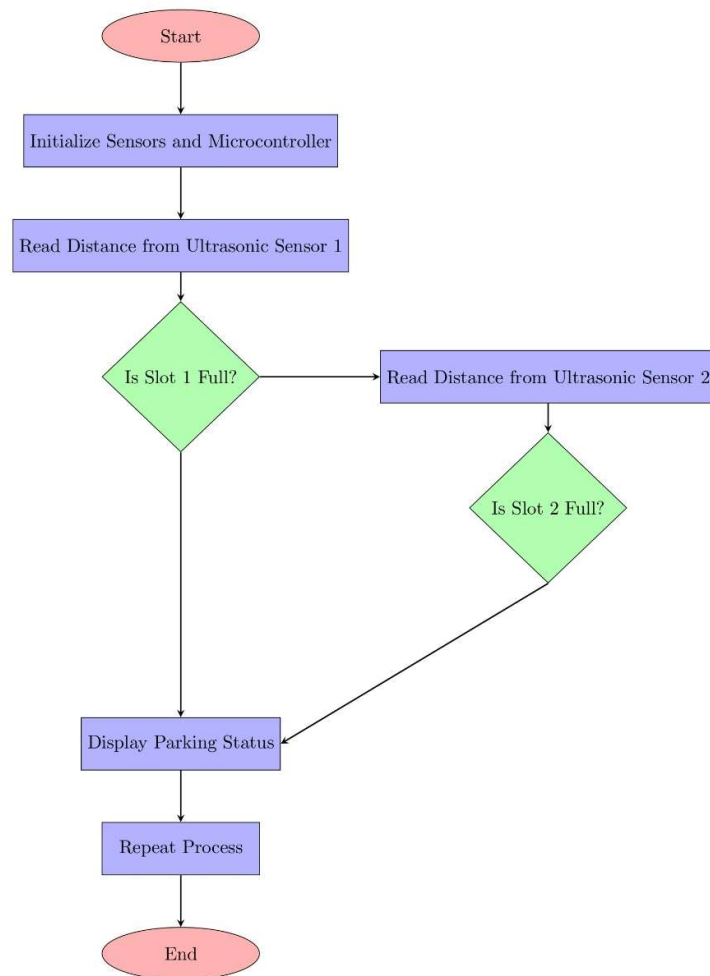 Start
Initialize Sensors and Microcontroller
Read Distance from Ultrasonic Sensor 1
Is Slot 1 Full?
Read Distance from Ultrasonic Sensor 2
Is Slot 2 Full?
Display Parking Status
Repeat Process
End